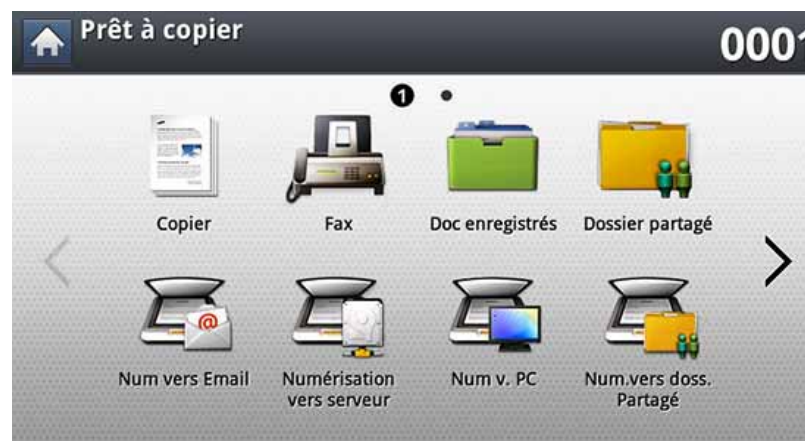 Prêt à copier
0001
1
Copier
Fax
Doc enregistrés
Dossier partagé
Num vers Email
Numérisation
vers serveur
Num v. PC
Num.vers doss.
Partagé